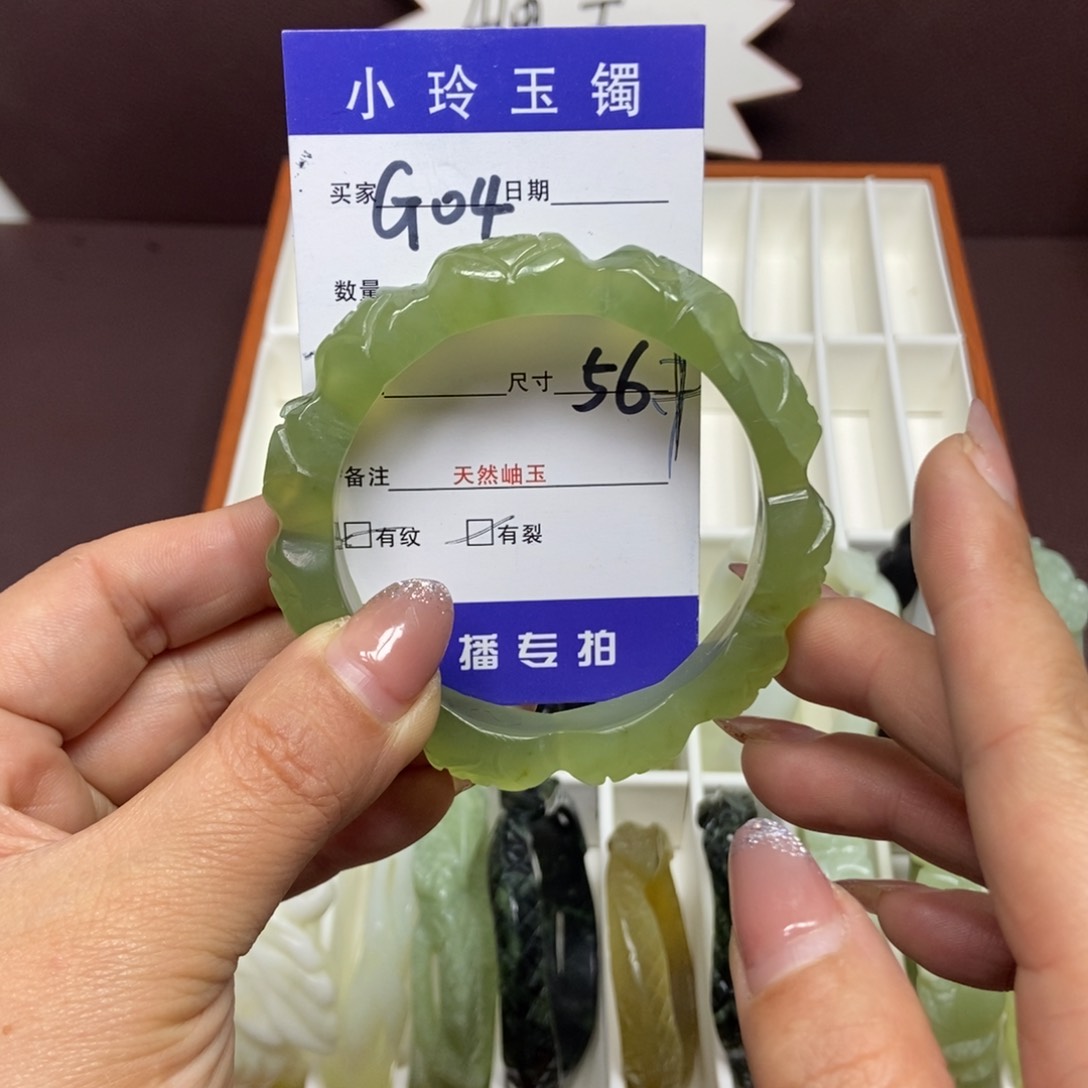 小玲玉镯
买家 G04 日期
数量
尺寸 56.7
备注 天然岫玉
有纹 有裂
播专拍